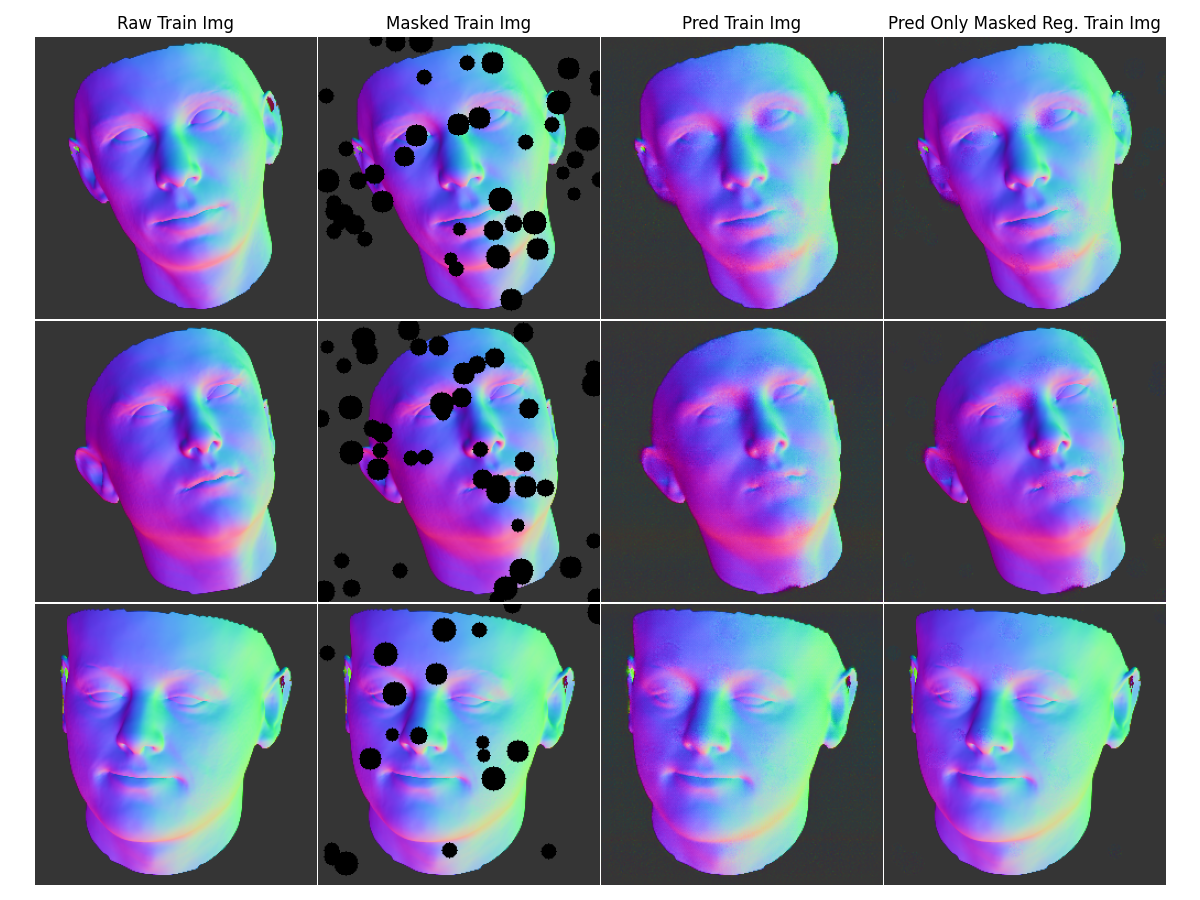 Raw Train Img
Masked Train Img
Pred Train Img
Pred Only Masked Reg. Train Img